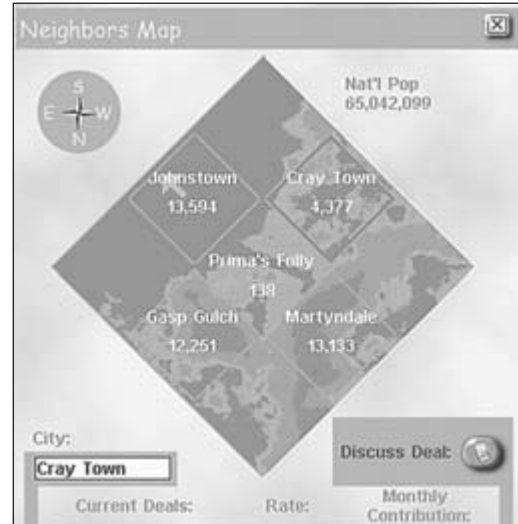 Neighbors Map
S
E W
N
Nat'l Pop
65,042,099
Johnstown
13,594
Cray Town
4,377
Prima's Folly
138
Gasp Gulch
12,251
Martyndale
13,133
City:
Cray Town
Discuss Deal:
Current Deals:
Rate:
Monthly
Contribution: